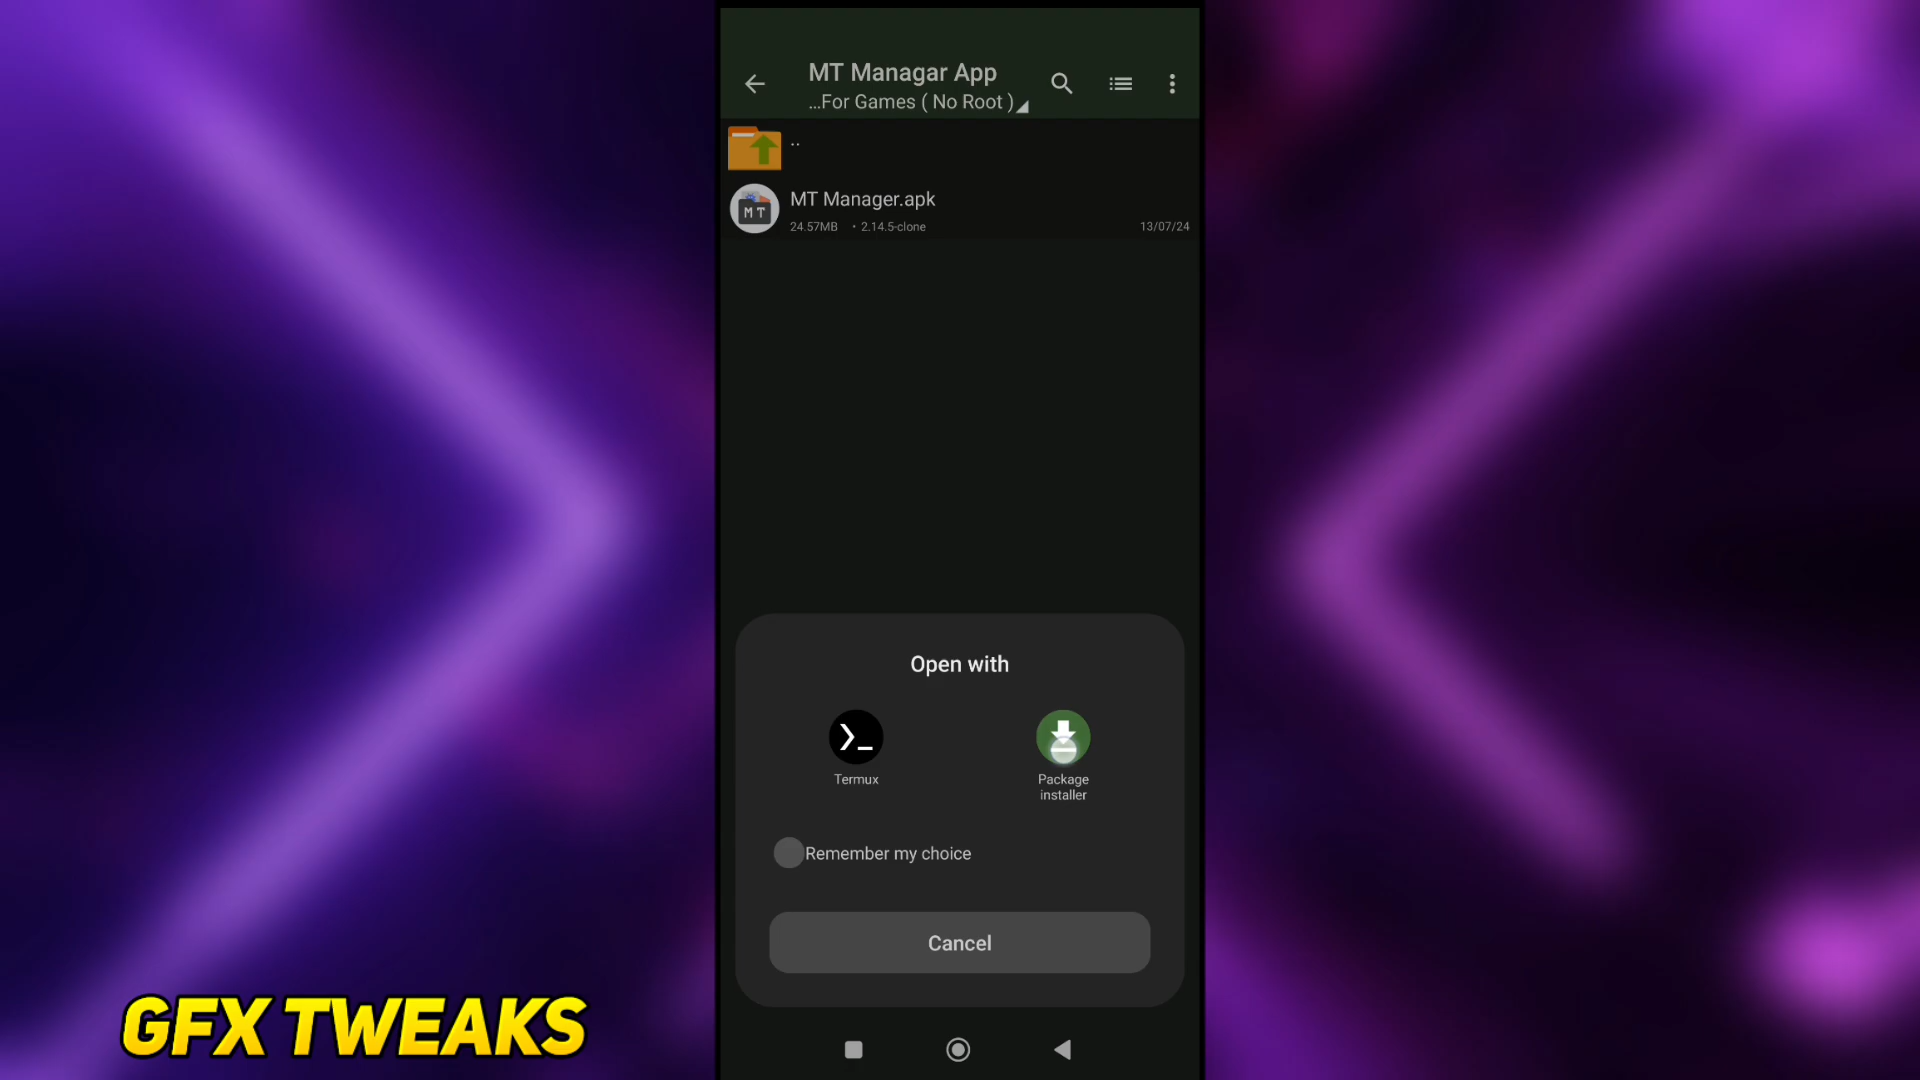 MT Managar App
...For Games ( No Root )
..
MT
MT Manager.apk
24.57MB • 2.14.5-clone
13/07/24
Open with
Termux
Package
installer
Remember my choice
Cancel
GFX TWEAKS